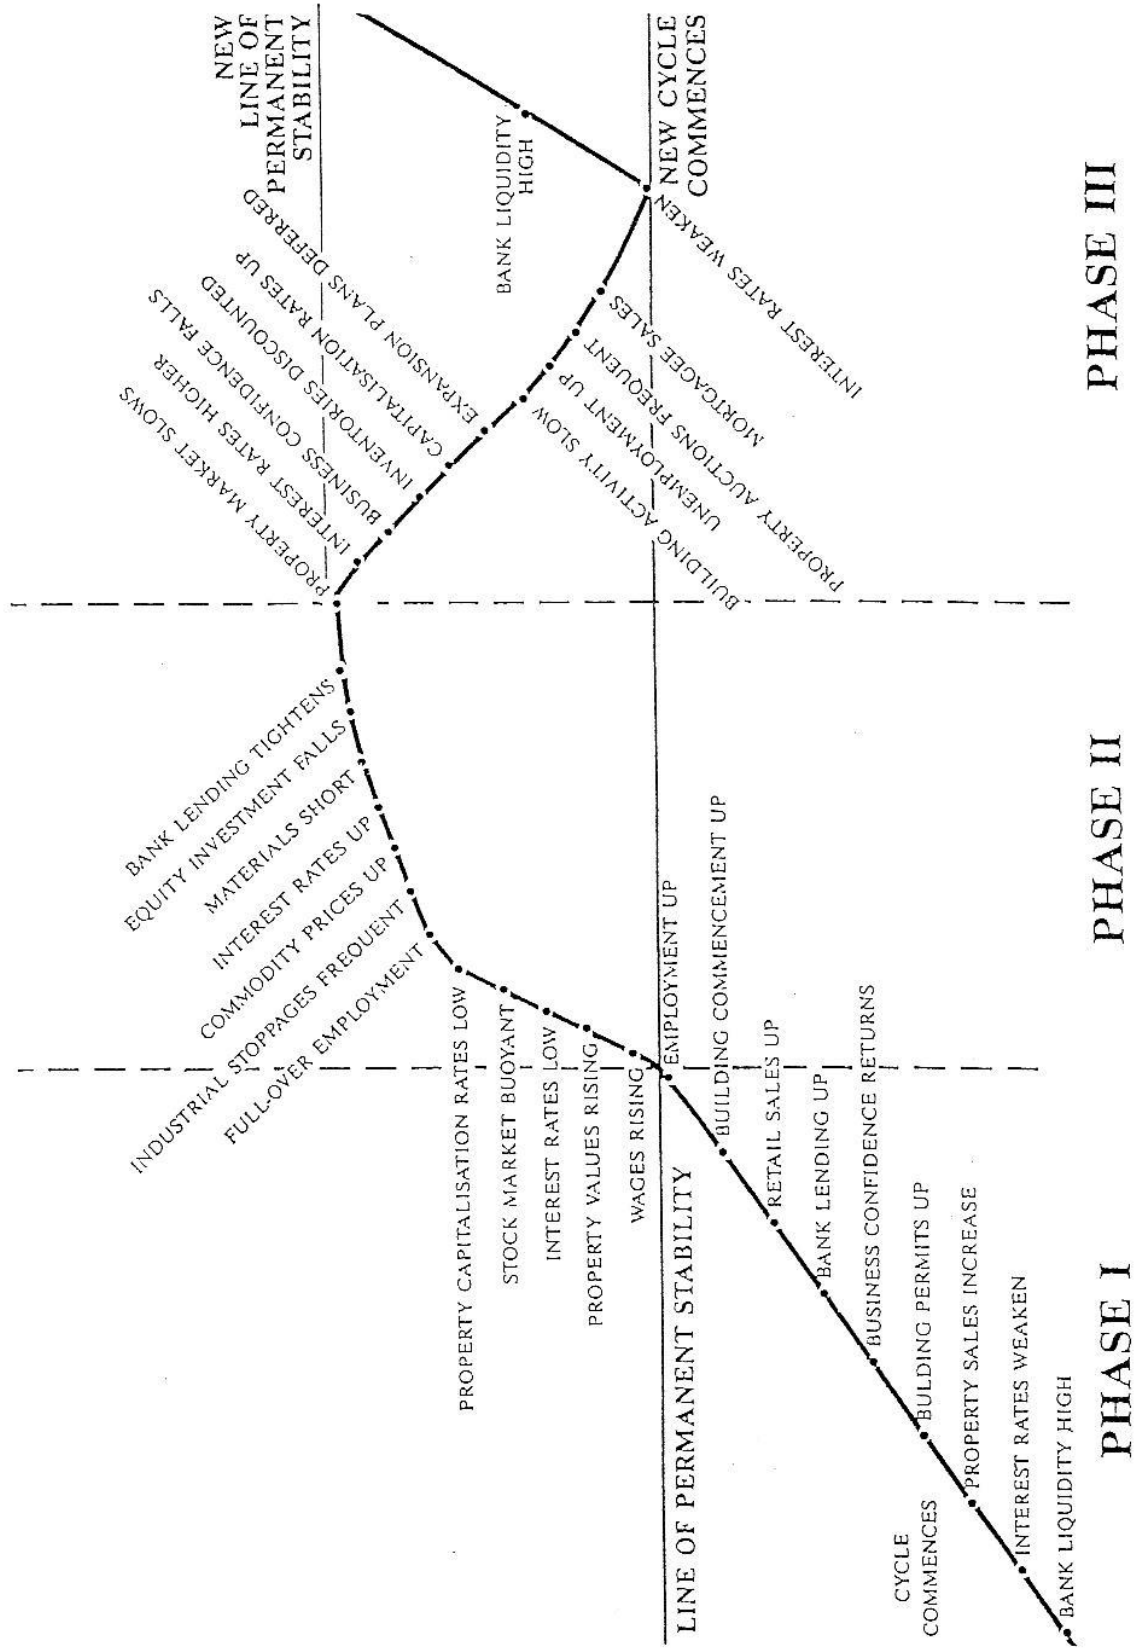 NEW
LINE OF
PERMANENT
STABILITY
BANK LIQUIDITY
HIGH
NEW CYCLE
COMMENCES
BANK LENDING TIGHTENS
EQUITY INVESTMENT FALLS
MATERIALS SHORT
INTEREST RATES UP
COMMODITY PRICES UP
INDUSTRIAL STOPPAGES FREQUENT
FULL-OVER EMPLOYMENT
PROPERTY MARKET SLOWS
INTEREST RATES HIGHER
BUSINESS CONFIDENCE FALLS
INVENTORIES DISCOUNTED
CAPITALISATION RATES UP
EXPANSION PLANS DEFERRED
BUILDING ACTIVITY SLOW
UNEMPLOYMENT UP
PROPERTY AUCTIONS FREQUENT
MORTGAGEE SALES
INTEREST RATES WEAKEN
PROPERTY CAPITALISATION RATES LOW
STOCK MARKET BUOYANT
INTEREST RATES LOW
PROPERTY VALUES RISING
WAGES RISING
LINE OF PERMANENT STABILITY
EMPLOYMENT UP
BUILDING COMMENCEMENT UP
RETAIL SALES UP
BANK LENDING UP
BUSINESS CONFIDENCE RETURNS
BULDING PERMITS UP
PROPERTY SALES INCREASE
INTEREST RATES WEAKEN
BANK LIQUIDITY HIGH
CYCLE
COMMENCES
PHASE I
PHASE II
PHASE III